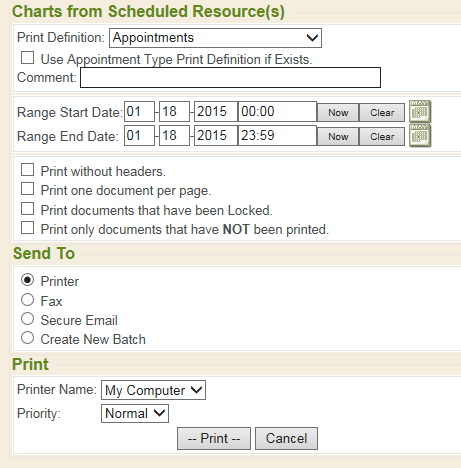 Charts from Scheduled Resource(s)
Print Definition: Appointments
Use Appointment Type Print Definition if Exists.
Comment:
Range Start Date: 01 - 18 - 2015 00:00 Now Clear MAY
Range End Date: 01 - 18 - 2015 23:59 Now Clear MAY
Print without headers.
Print one document per page.
Print documents that have been Locked.
Print only documents that have NOT been printed.
Send To
Printer
Fax
Secure Email
Create New Batch
Print
Printer Name: My Computer
Priority: Normal
-- Print -- Cancel